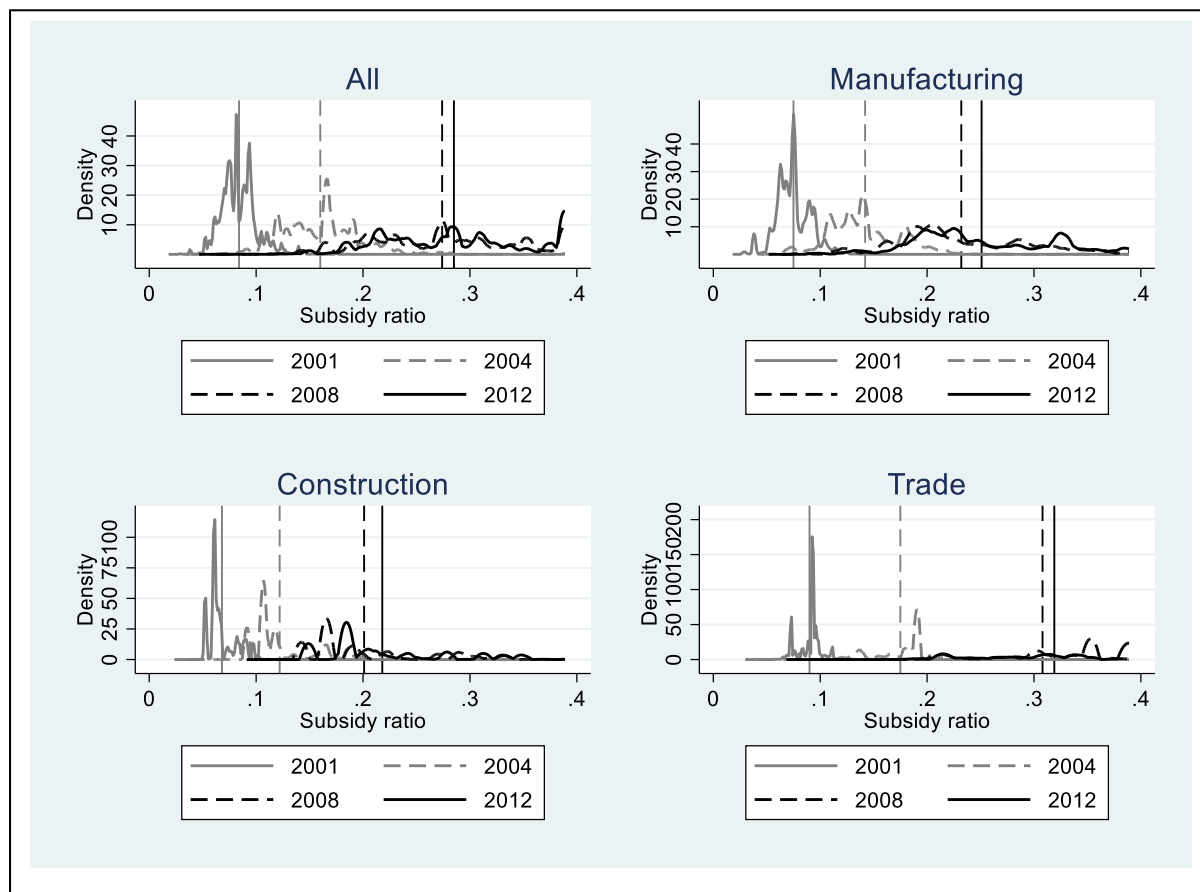 All
Manufacturing
Density
10 20 30 40
0 .1 .2 .3 .4
Subsidy ratio
2001 2004
2008 2012
Density
10 20 30 40
0 .1 .2 .3 .4
Subsidy ratio
2001 2004
2008 2012
Construction
Trade
Density
0 25 50 75 100
0 .1 .2 .3 .4
Subsidy ratio
2001 2004
2008 2012
Density
0 50 100 150 200
0 .1 .2 .3 .4
Subsidy ratio
2001 2004
2008 2012